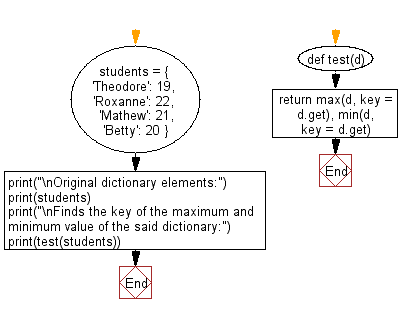 students = {
'Theodore': 19,
'Roxanne': 22,
'Mathew': 21,
'Betty': 20 }
print("\nOriginal dictionary elements:")
print(students)
print("\nFinds the key of the maximum and
minimum value of the said dictionary:")
print(test(students))
End
def test(d)
return max(d, key =
d.get), min(d,
key = d.get)
End